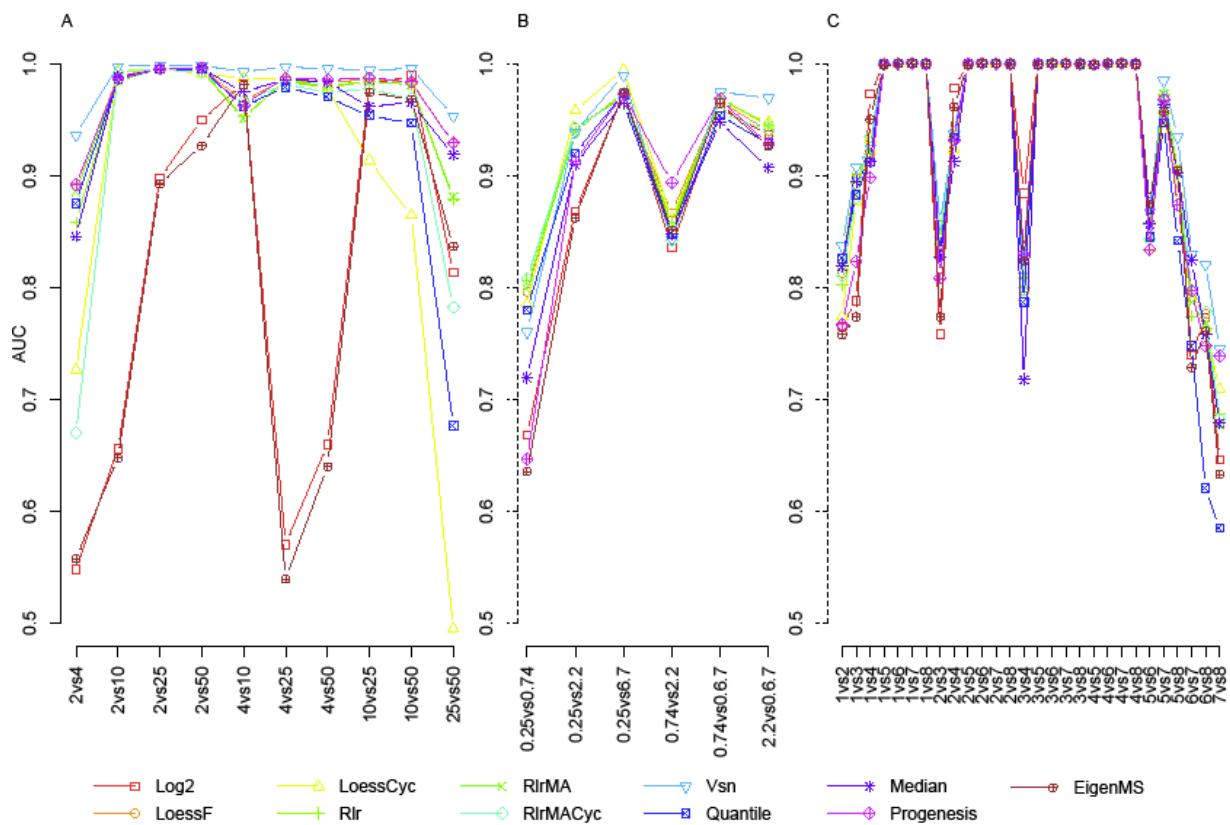 A
B
C
AUC
1.0
0.9
0.8
0.7
0.6
0.5
2vs4
2vs10
2vs25
2vs50
4vs10
4vs25
4vs50
10vs25
10vs50
25vs50
1.0
0.9
0.8
0.7
0.6
0.5
0.25vs0.74
0.25vs2.2
0.25vs6.7
0.74vs2.2
0.74vs0.6.7
2.2vs0.6.7
1.0
0.9
0.8
0.7
0.6
0.5
1vs2
1vs3
1vs4
1vs5
1vs6
1vs7
1vs8
2vs3
2vs4
2vs5
2vs6
2vs7
2vs8
3vs4
3vs5
3vs6
3vs7
3vs8
4vs5
4vs6
4vs7
4vs8
5vs6
5vs7
5vs8
6vs7
6vs8
7vs8
Log2
LoessCyc
RlrMA
Vsn
Median
EigenMS
LoessF
Rlr
RlrMACyc
Quantile
Progenesis